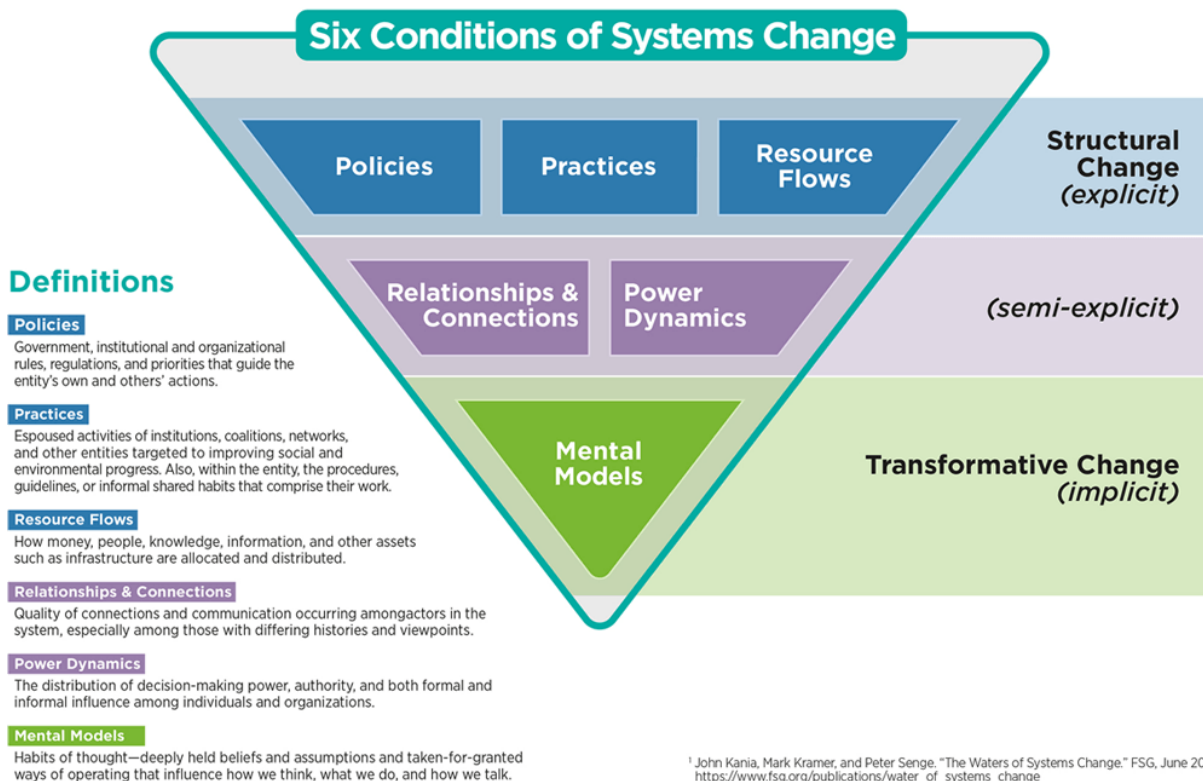 Six Conditions of Systems Change
Policies
Practices
Resource
Flows
Structural
Change
(explicit)
Relationships &
Connections
Power
Dynamics
(semi-explicit)
Mental
Models
Transformative Change
(implicit)
Definitions
Policies
Government, institutional and organizational
rules, regulations, and priorities that guide the
entity's own and others' actions.
Practices
Espoused activities of institutions, coalitions, networks,
and other entities targeted to improving social and
environmental progress. Also, within the entity, the procedures,
guidelines, or informal shared habits that comprise their work.
Resource Flows
How money, people, knowledge, information, and other assets
such as infrastructure are allocated and distributed.
Relationships & Connections
Quality of connections and communication occurring amongactors in the
system, especially among those with differing histories and viewpoints.
Power Dynamics
The distribution of decision-making power, authority, and both formal and
informal influence among individuals and organizations.
Mental Models
Habits of thought—deeply held beliefs and assumptions and taken-for-granted
ways of operating that influence how we think, what we do, and how we talk.
¹ John Kania, Mark Kramer, and Peter Senge. "The Waters of Systems Change." FSG, June
https://www.fsg.org/publications/water_of_systems_change